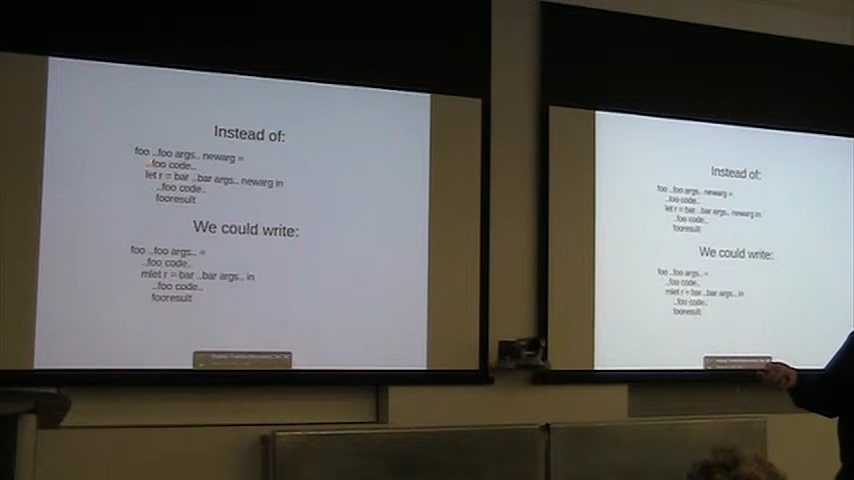 Instead of:
foo ..foo args.. newarg =
..foo code..
let r = bar ..bar args.. newarg in
..foo code..
fooresult
We could write:
foo ..foo args.. =
..foo code..
mlet r = bar ..bar args.. in
..foo code..
fooresult
Instead of:
foo ..foo args.. newarg =
..foo code..
let r = bar ..bar args.. newarg in
..foo code..
fooresult
We could write:
foo ..foo args.. =
..foo code..
mlet r = bar ..bar args.. in
..foo code..
fooresult